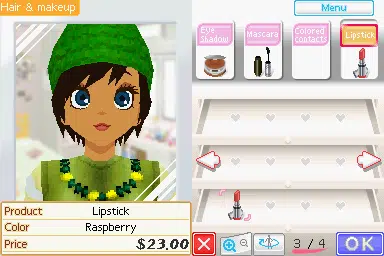 Hair & makeup
Menu
Eye
Shadow
Mascara
Colored
contacts
Lipstick
Product Lipstick
Color Raspberry
Price $23.00
3 / 4
OK